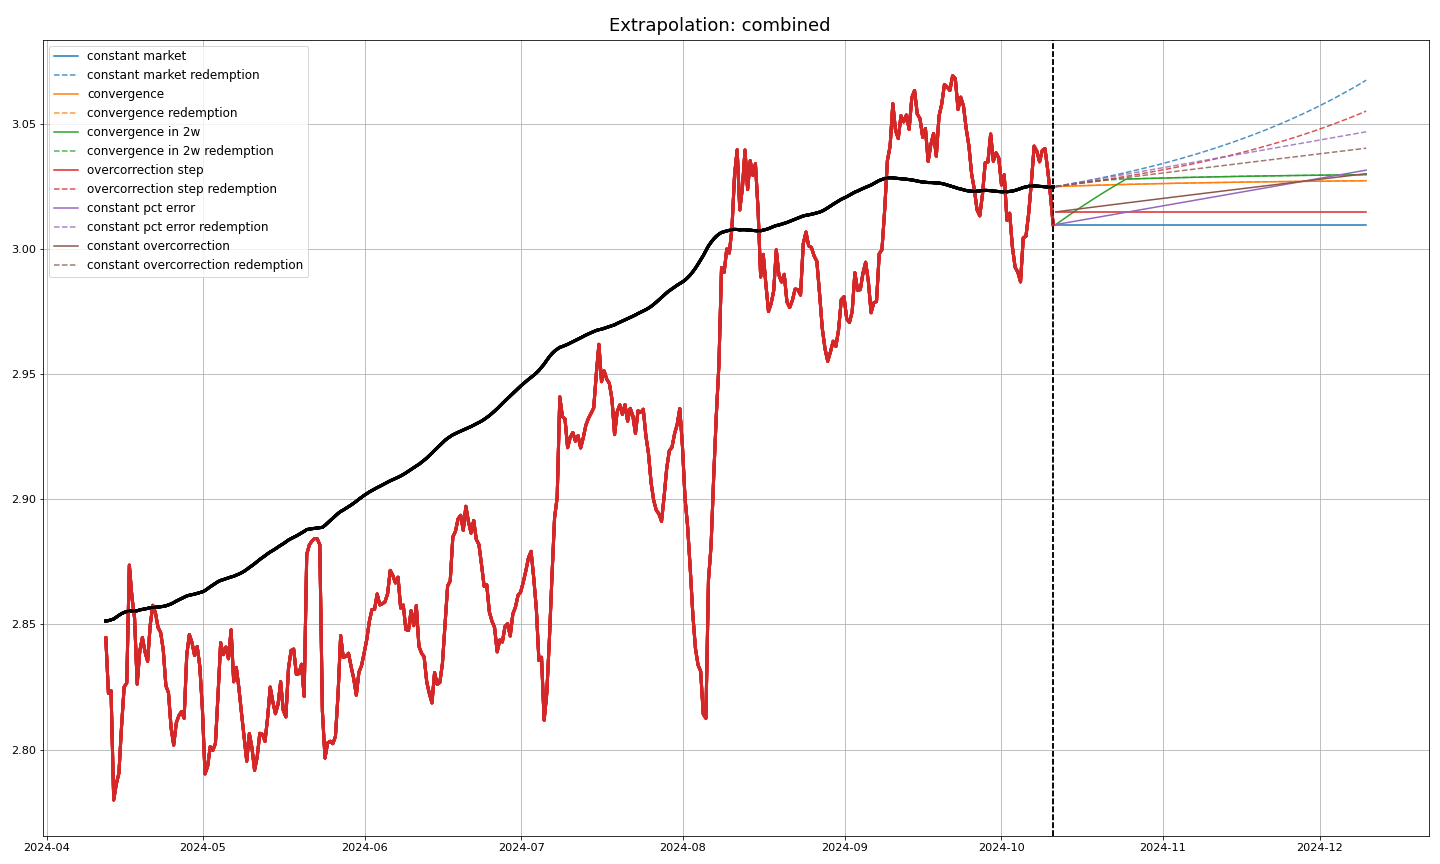 Extrapolation: combined
constant market
constant market redemption
convergence
convergence redemption
convergence in 2w
convergence in 2w redemption
overcorrection step
overcorrection step redemption
constant pct error
constant pct error redemption
constant overcorrection
constant overcorrection redemption
3.05
3.00
2.95
2.90
2.85
2.80
2024-04 2024-05 2024-06 2024-07 2024-08 2024-09 2024-10 2024-11 2024-12